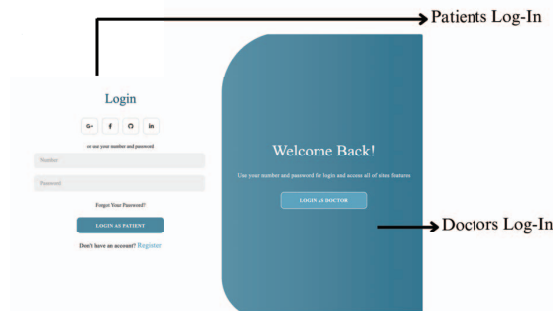 Patients Log-In
Login
G+ f in
or use your number and password
Number
Password
Forgot Your Password?
LOGIN AS PATIENT
Don't have an account? Register
Welcome Back!
Use your number and password fir login and access all of sites features
LOGIN AS DOCTOR
Doctors Log-In